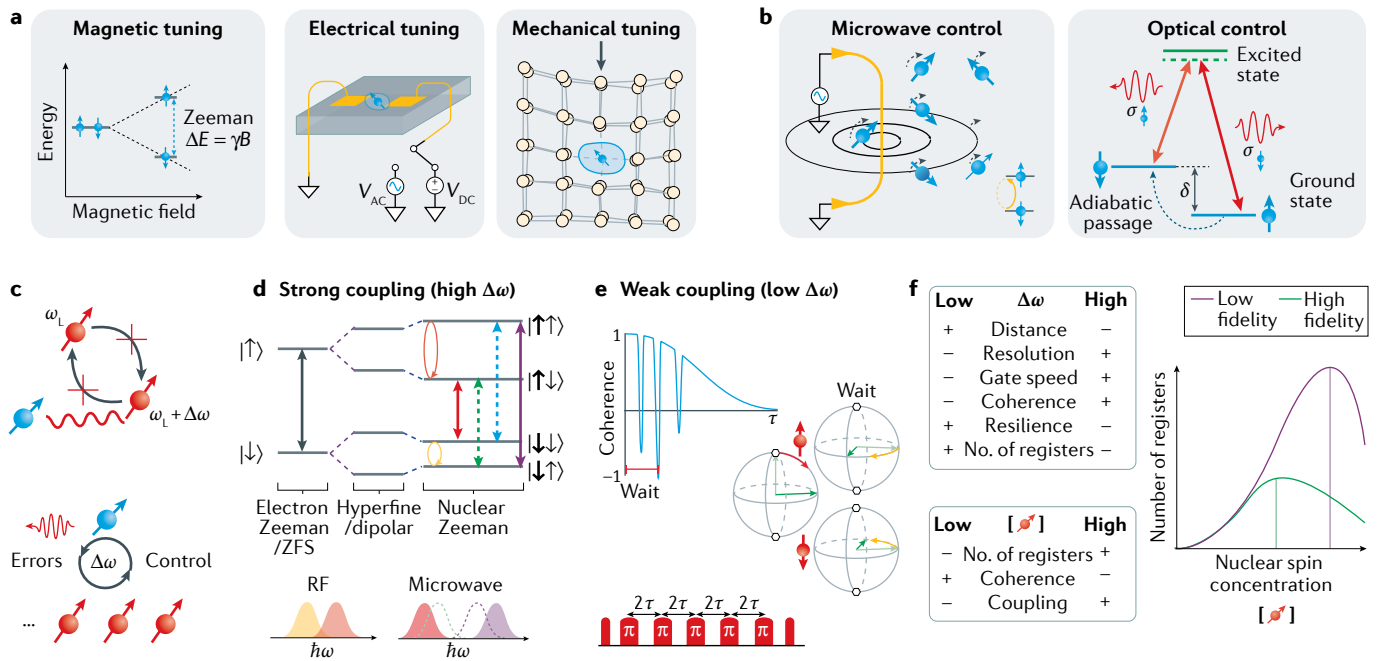 a
Magnetic tuning
Energy
Zeeman
ΔE = γB
Magnetic field
Electrical tuning
V_AC
V_DC
Mechanical tuning
b
Microwave control
Optical control
Excited
state
σ
σ
δ
Ground
state
Adiabatic
passage
c
ω_L
ω_L + Δω
Errors
Δω
Control
...
d Strong coupling (high Δω)
|↑⟩
|↓⟩
|↑↑⟩
|↑↓⟩
|↓↓⟩
|↓↑⟩
Electron
Zeeman
/ZFS
Hyperfine
/dipolar
Nuclear
Zeeman
RF
ħω
Microwave
ħω
e Weak coupling (low Δω)
Coherence
1
0
−1
τ
Wait
Wait
2τ 2τ 2τ 2τ
π π π π π
f
Low Δω High
+ Distance −
− Resolution +
− Gate speed +
− Coherence +
+ Resilience −
+ No. of registers −
Low [ ] High
− No. of registers +
+ Coherence −
− Coupling +
Low
fidelity
High
fidelity
Number of registers
Nuclear spin
concentration
[ ]